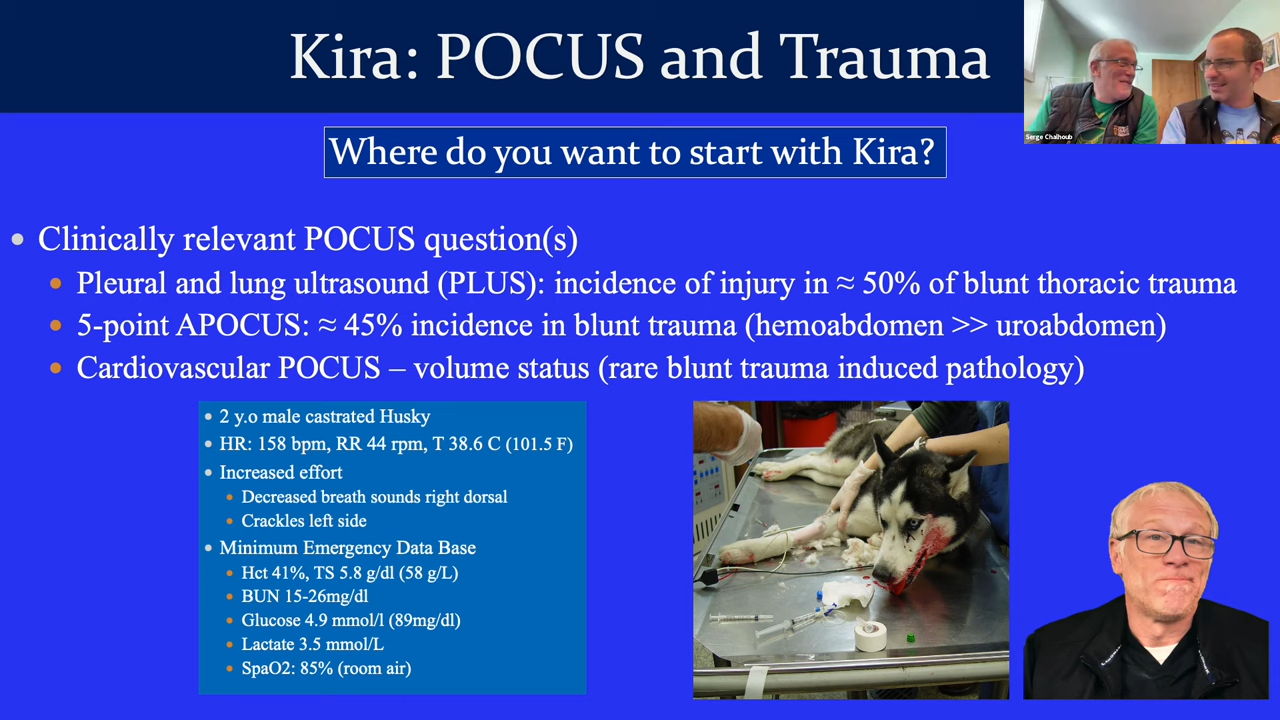 Kira: POCUS and Trauma
Serge Chalhoub
Where do you want to start with Kira?
Clinically relevant POCUS question(s)
Pleural and lung ultrasound (PLUS): incidence of injury in ≈ 50% of blunt thoracic trauma
5-point APOCUS: ≈ 45% incidence in blunt trauma (hemoabdomen >> uroabdomen)
Cardiovascular POCUS – volume status (rare blunt trauma induced pathology)
2 y.o male castrated Husky
HR: 158 bpm, RR 44 rpm, T 38.6 C (101.5 F)
Increased effort
Decreased breath sounds right dorsal
Crackles left side
Minimum Emergency Data Base
Hct 41%, TS 5.8 g/dl (58 g/L)
BUN 15-26mg/dl
Glucose 4.9 mmol/l (89mg/dl)
Lactate 3.5 mmol/L
SpaO2: 85% (room air)